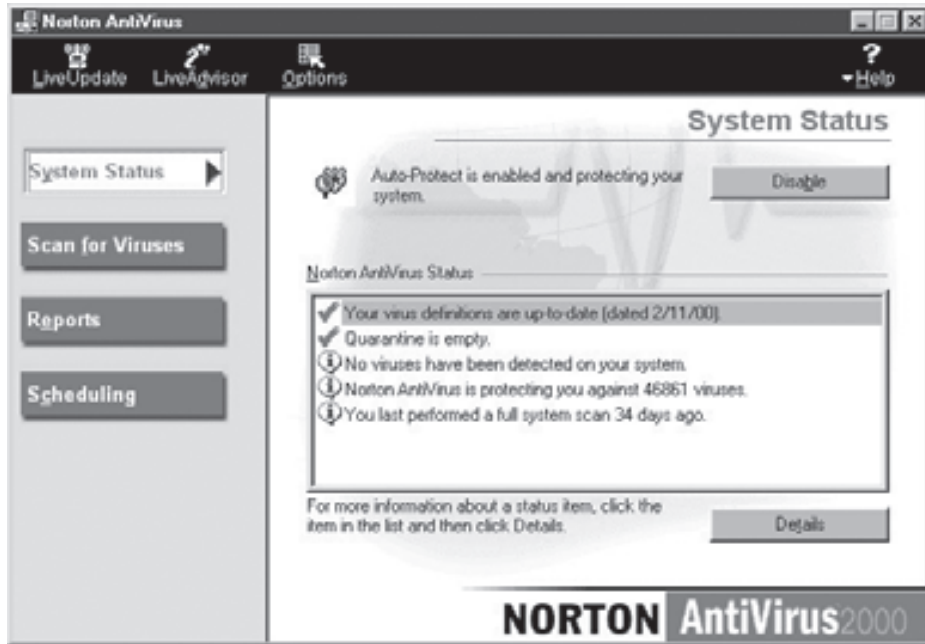 Norton AntiVirus
LiveUpdate LiveAdvisor Options ? Help
System Status
System Status
Auto-Protect is enabled and protecting your
system.
Disable
Scan for Viruses
Reports
Scheduling
Norton AntiVirus Status
Your virus definitions are up-to-date (dated 2/11/00).
Quarantine is empty.
No viruses have been detected on your system.
Norton AntiVirus is protecting you against 46861 viruses.
You last performed a full system scan 34 days ago.
For more information about a status item, click the
item in the list and then click Details.
Details
NORTON AntiVirus 2000